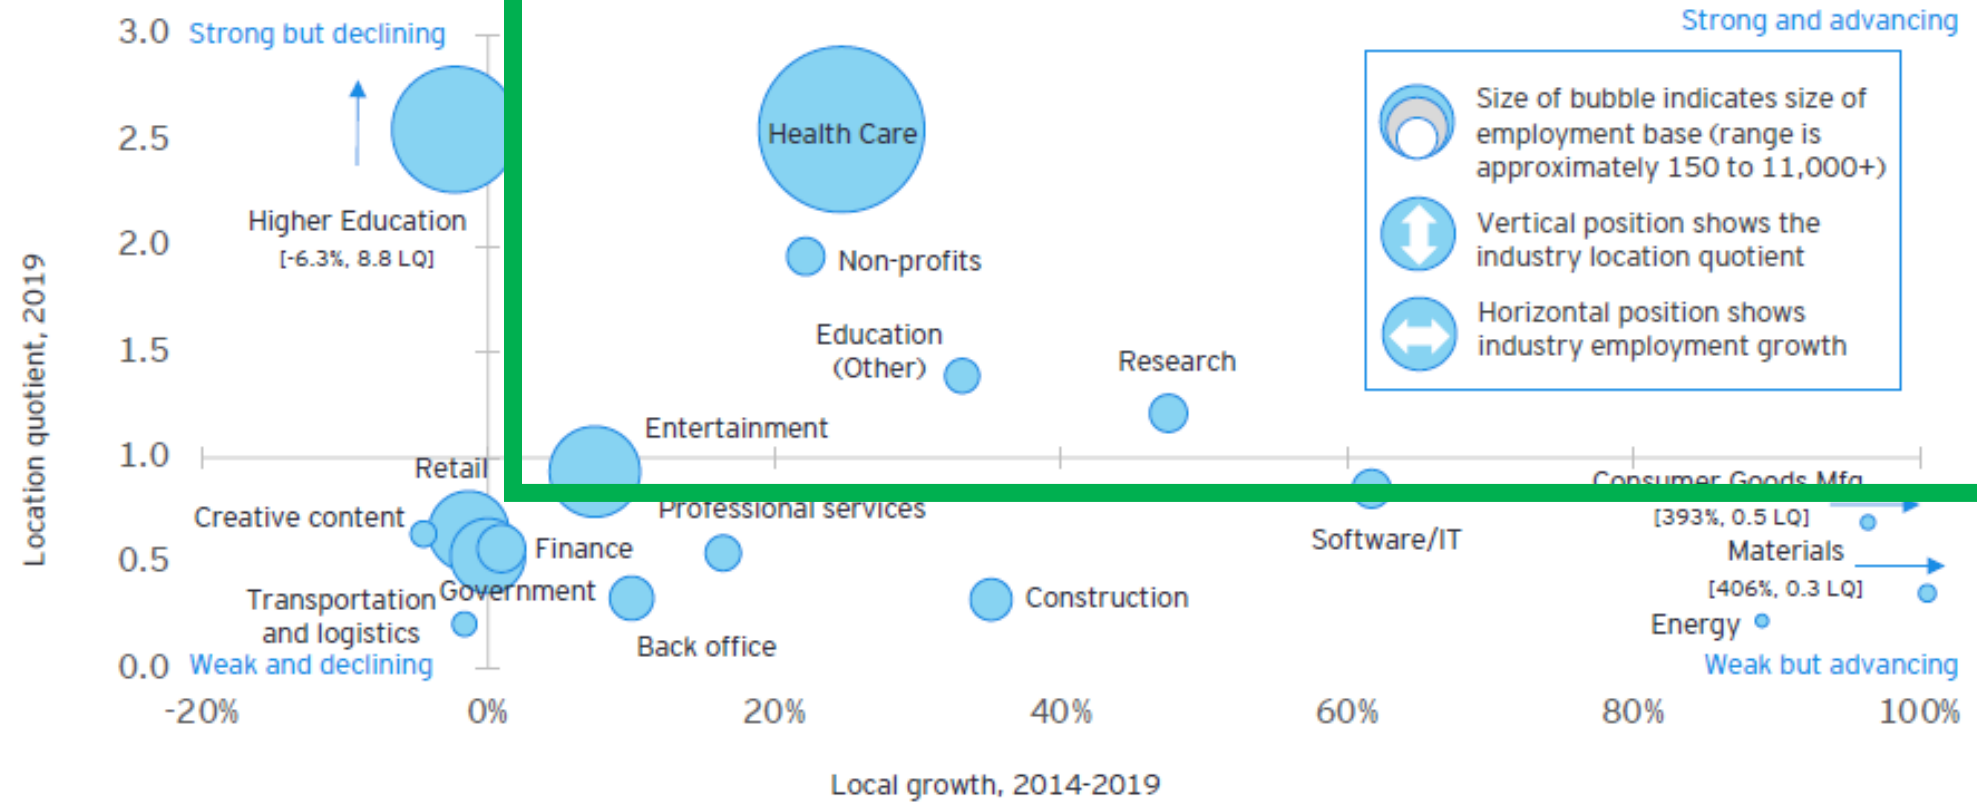 Strong but declining
Strong and advancing
3.0
2.5
2.0
1.5
1.0
0.5
0.0
Location quotient, 2019
Size of bubble indicates size of
employment base (range is
approximately 150 to 11,000+)
Vertical position shows the
industry location quotient
Horizontal position shows
industry employment growth
Health Care
Higher Education
[-6.3%, 8.8 LQ]
Non-profits
Education
(Other)
Research
Entertainment
Retail
Consumer Goods Mfg
[393%, 0.5 LQ]
Creative content
Professional services
Finance
Software/IT
Materials
[406%, 0.3 LQ]
Government
Transportation
and logistics
Construction
Energy
Back office
Weak and declining
Weak but advancing
-20%
0%
20%
40%
60%
80%
100%
Local growth, 2014-2019